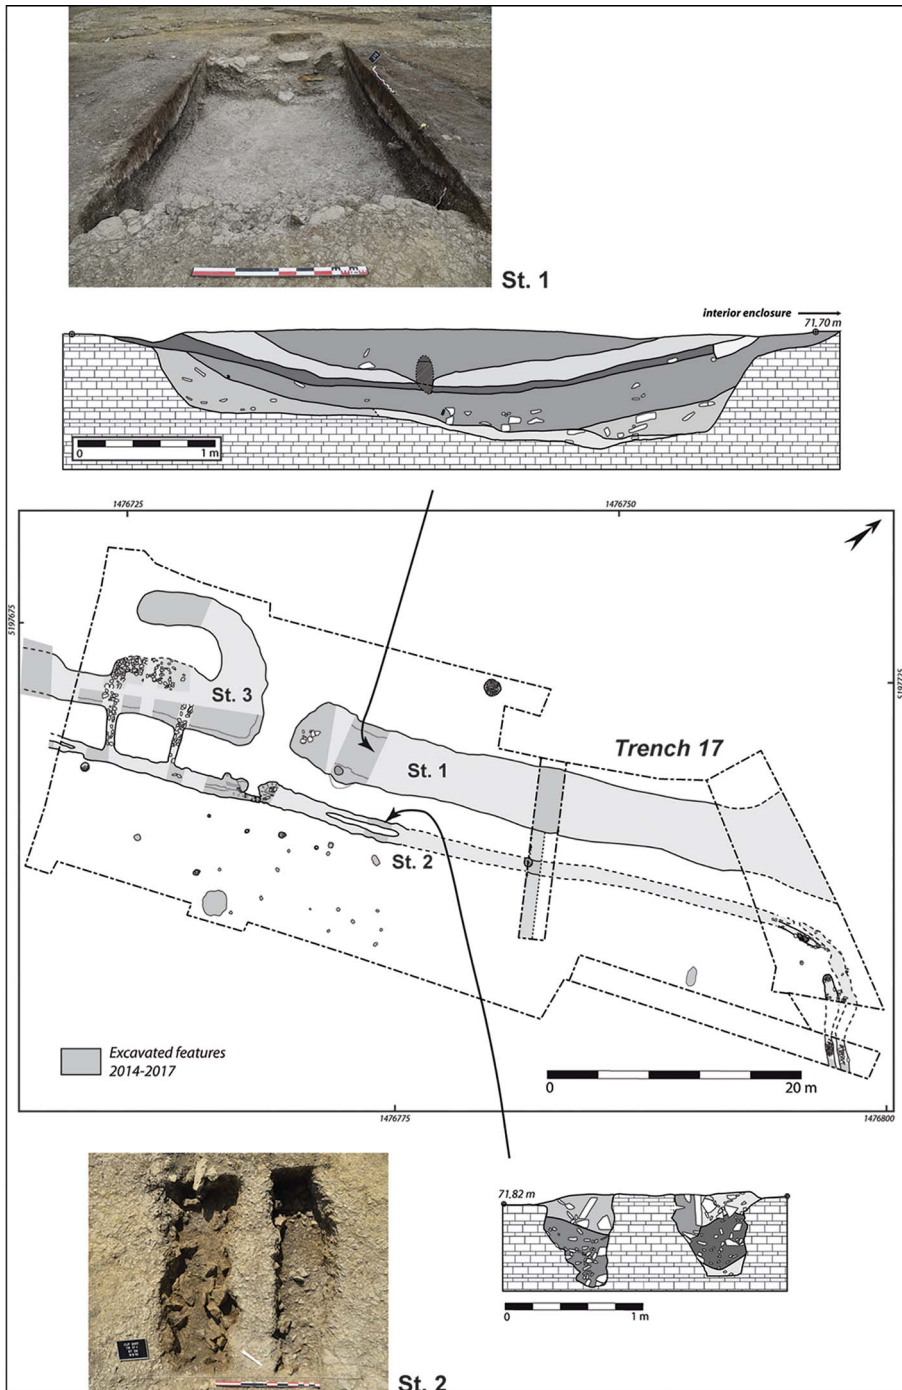 St. 1
interior enclosure
71.70 m
0 1 m
1476725
1476750
5197675
5197725
St. 3
Trench 17
St. 1
St. 2
Excavated features
2014-2017
0 20 m
1476775
1476800
71.82 m
0 1 m
St. 2